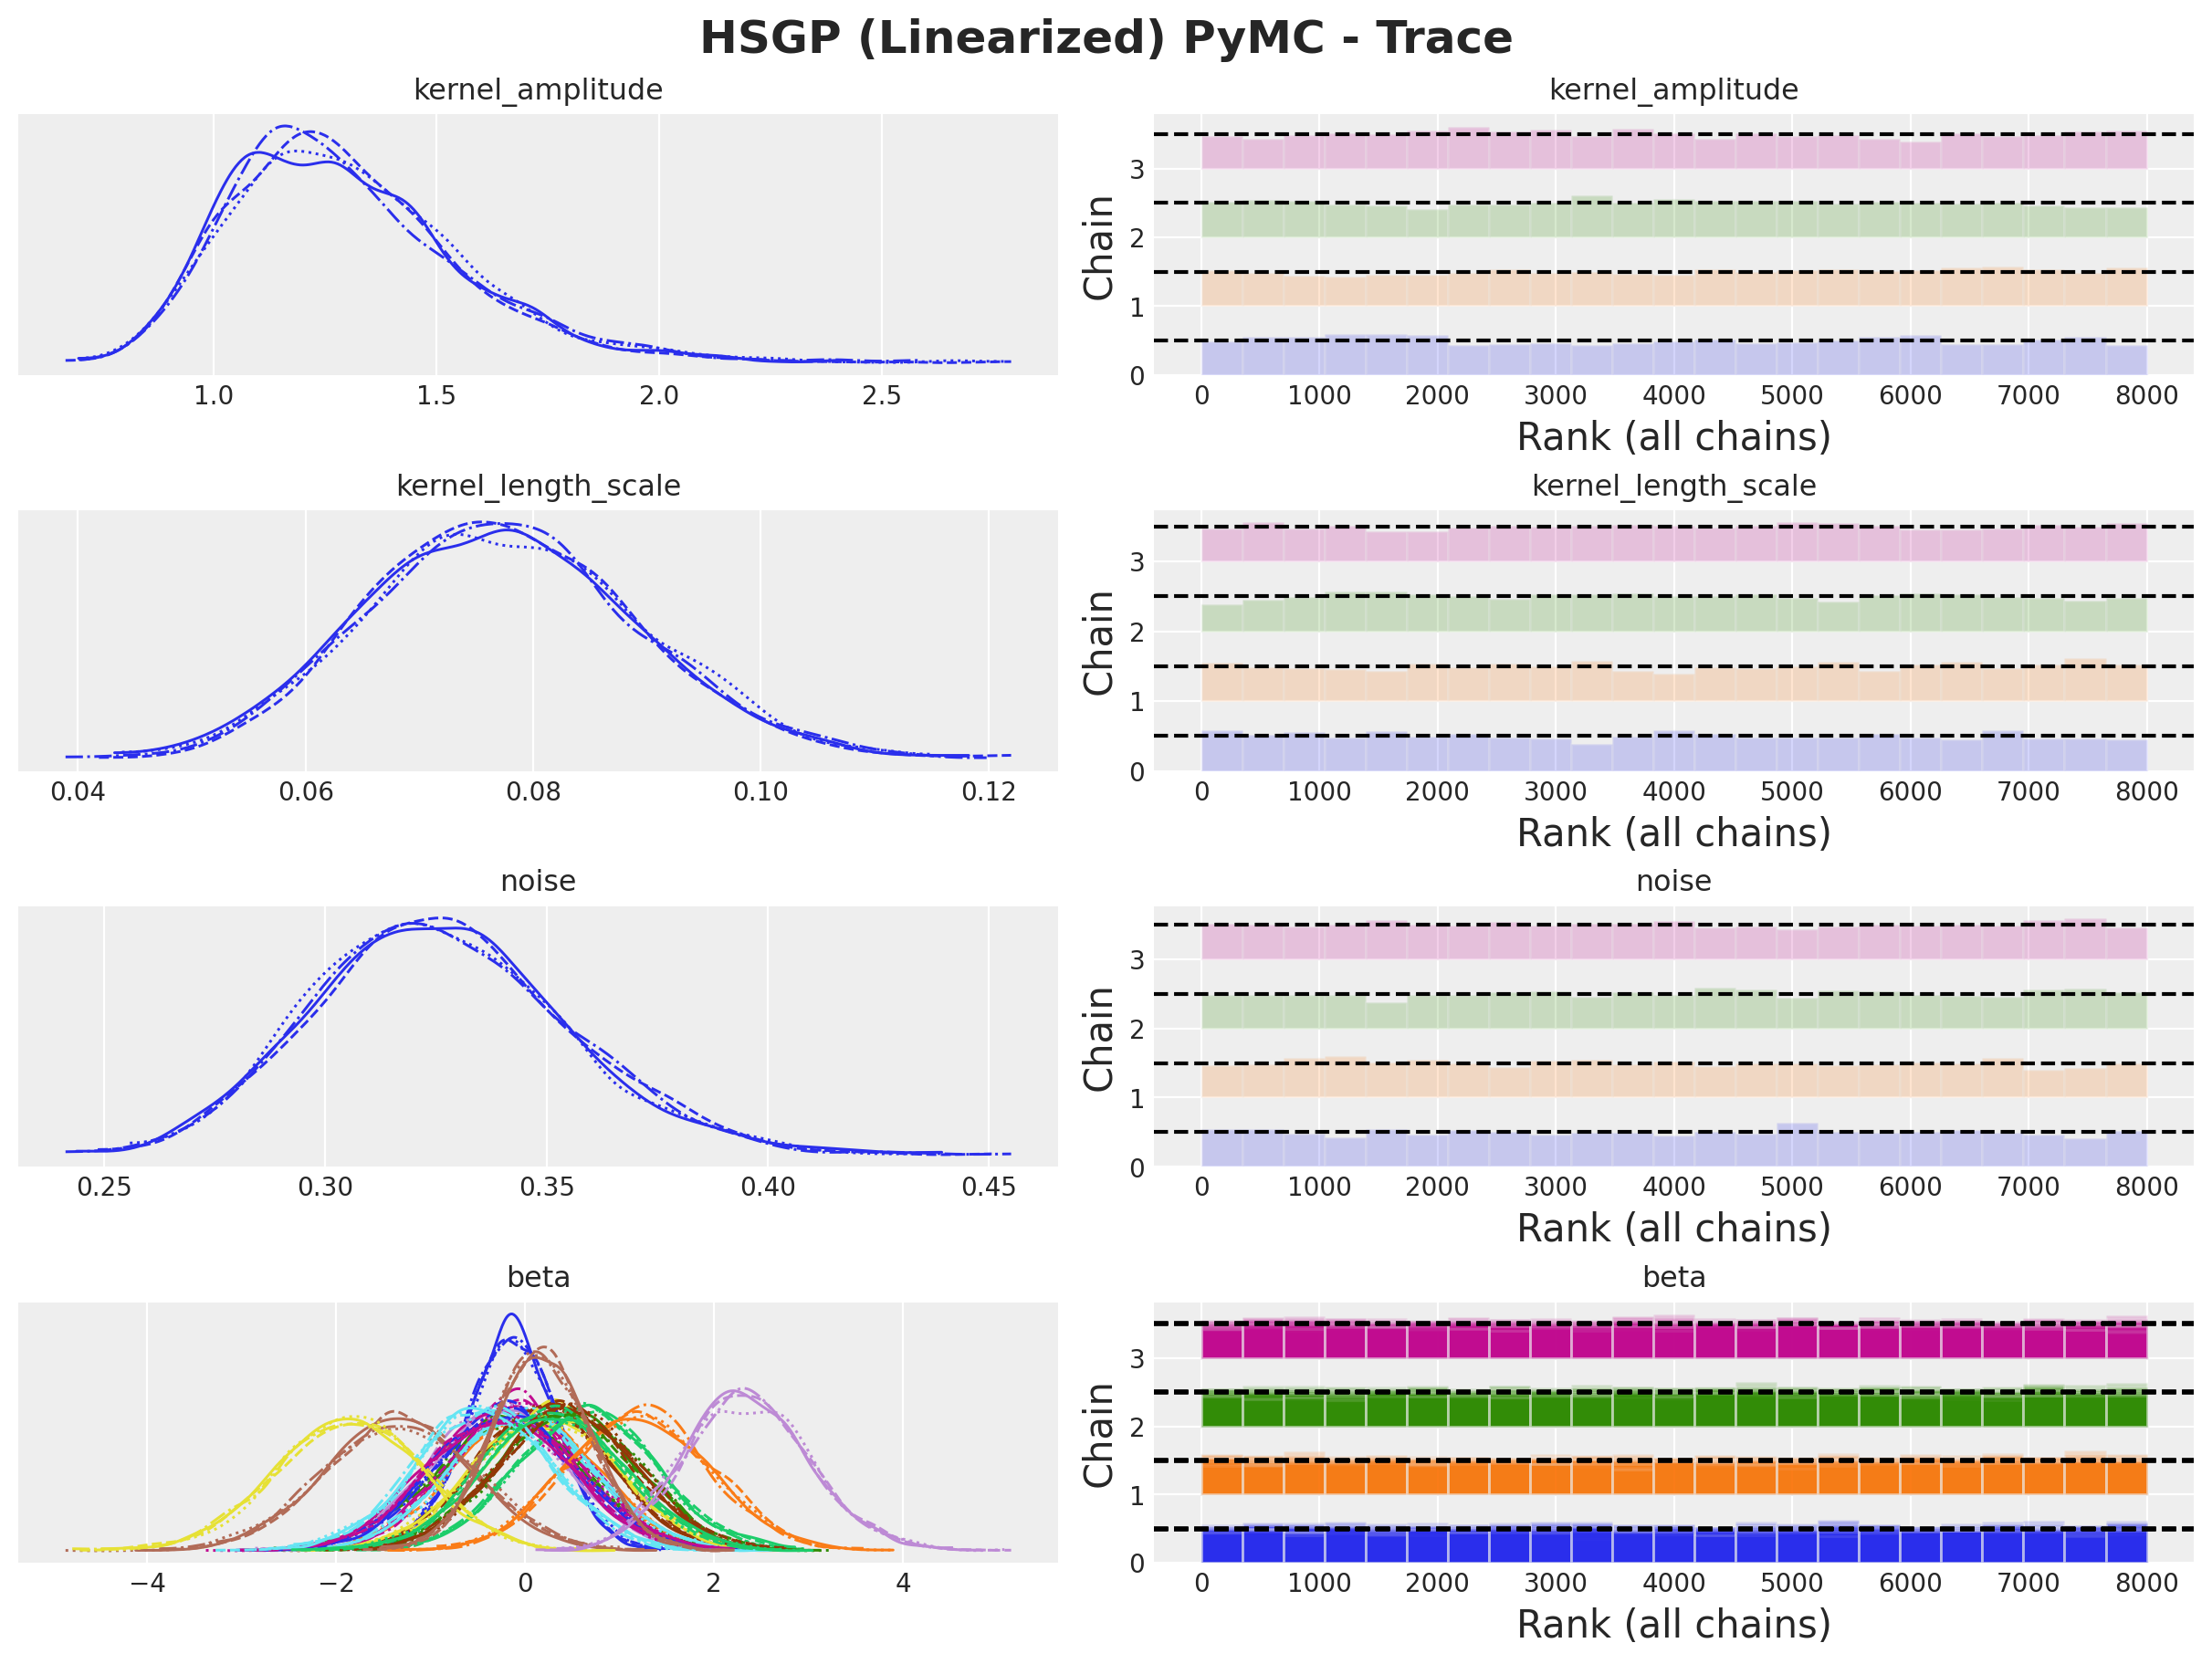 HSGP (Linearized) PyMC - Trace
kernel_amplitude
1.0 1.5 2.0 2.5
kernel_amplitude
Chain
3
2
1
0
0 1000 2000 3000 4000 5000 6000 7000 8000
Rank (all chains)
kernel_length_scale
0.04 0.06 0.08 0.10 0.12
kernel_length_scale
Chain
3
2
1
0
0 1000 2000 3000 4000 5000 6000 7000 8000
Rank (all chains)
noise
0.25 0.30 0.35 0.40 0.45
noise
Chain
3
2
1
0
0 1000 2000 3000 4000 5000 6000 7000 8000
Rank (all chains)
beta
−4 −2 0 2 4
beta
Chain
3
2
1
0
0 1000 2000 3000 4000 5000 6000 7000 8000
Rank (all chains)